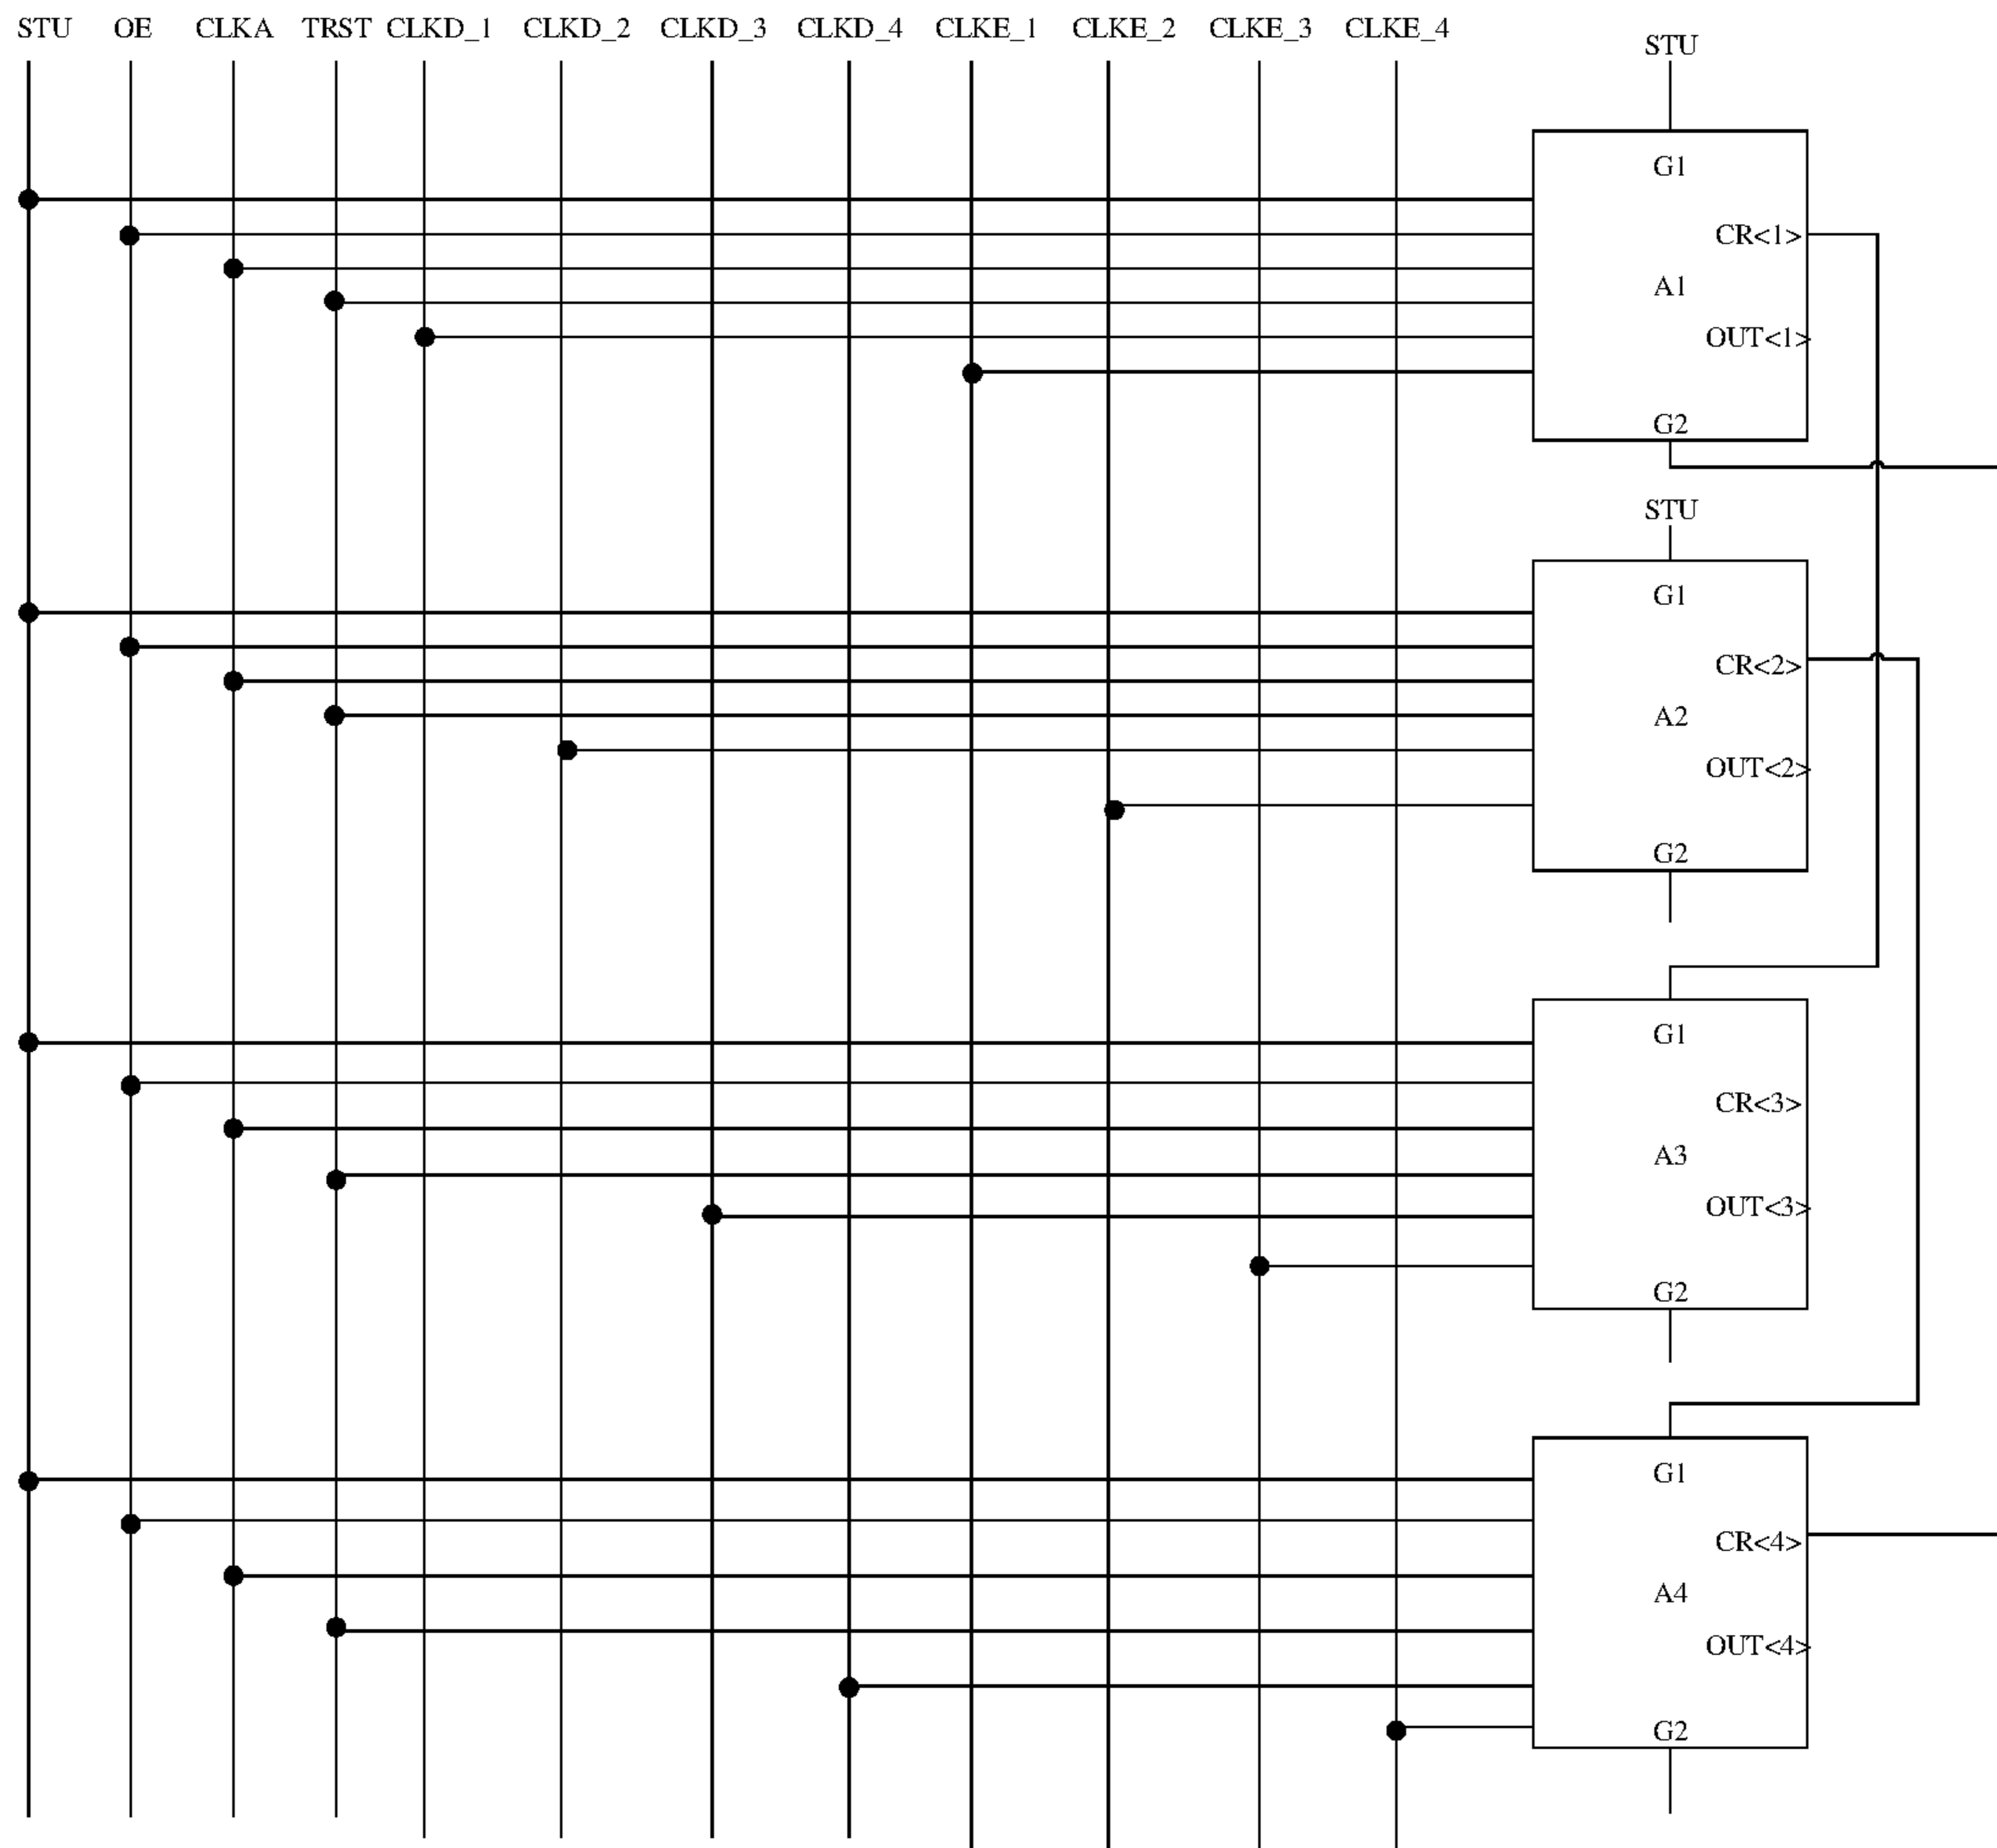 STU OE CLKA TRST CLKD_1 CLKD_2 CLKD_3 CLKD_4 CLKE_1 CLKE_2 CLKE_3 CLKE_4
STU
G1
CR<1>
A1
OUT<1>
G2
STU
G1
CR<2>
A2
OUT<2>
G2
G1
CR<3>
A3
OUT<3>
G2
G1
CR<4>
A4
OUT<4>
G2